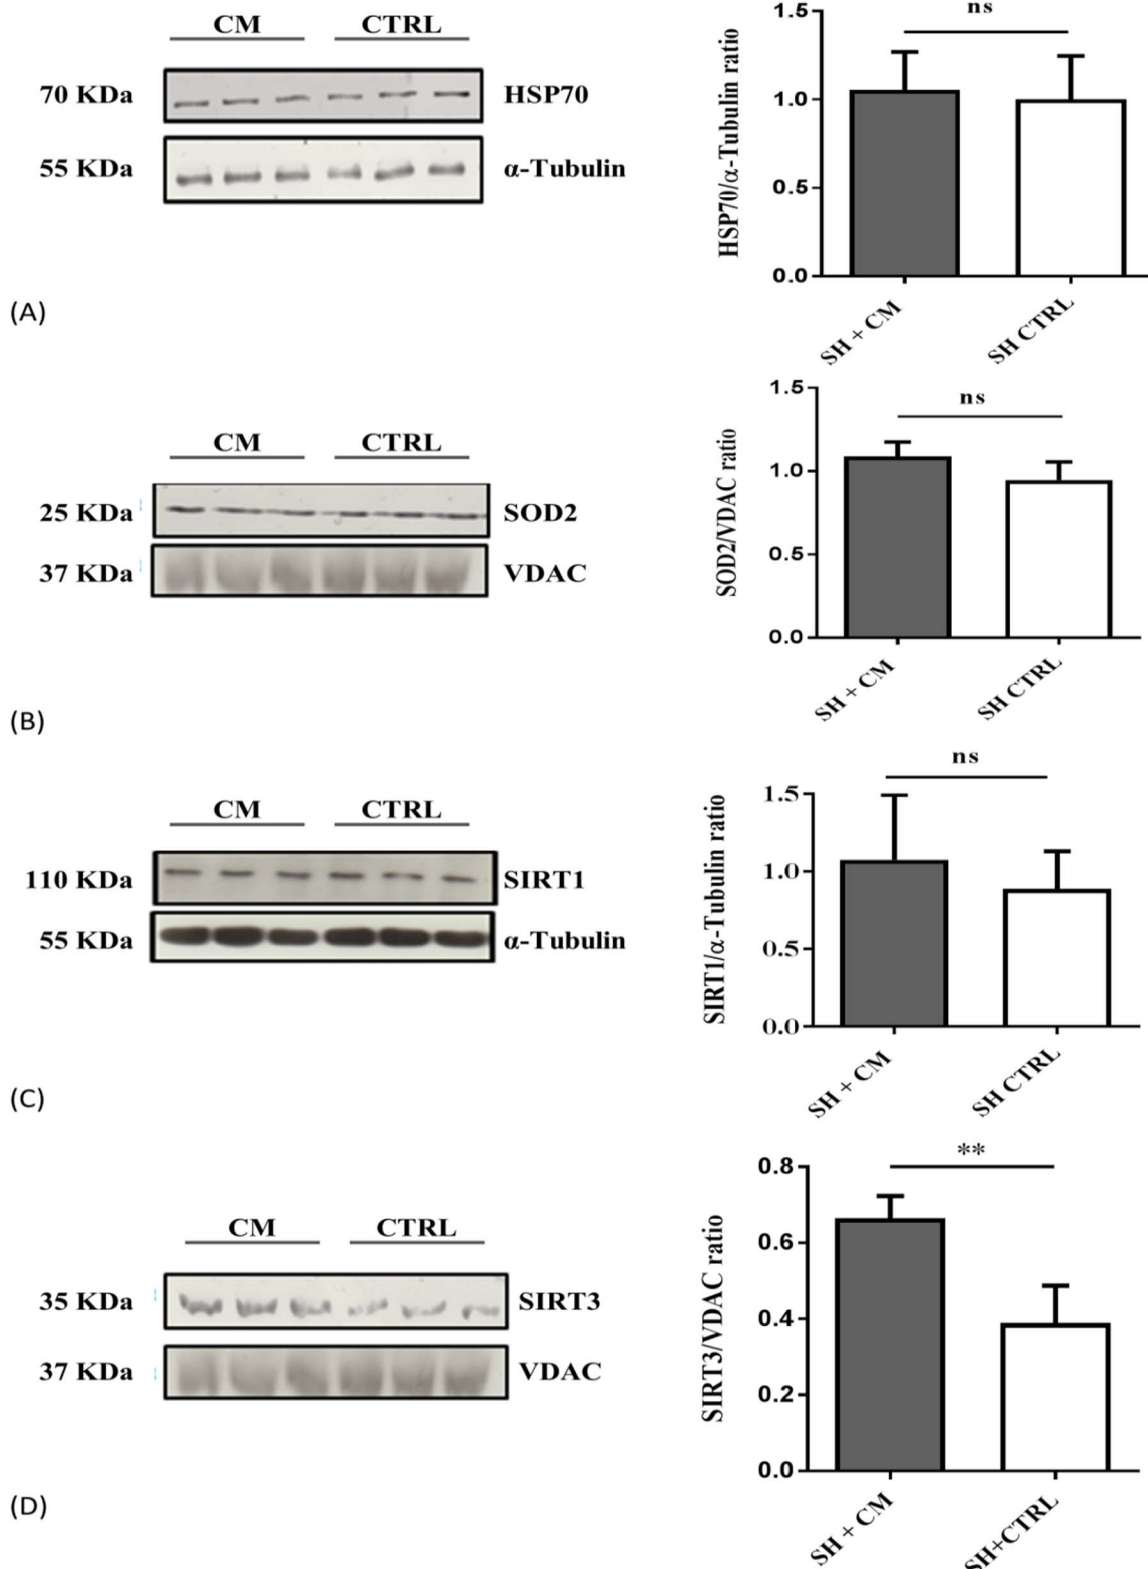 CM CTRL
70 KDa HSP70
55 KDa α-Tubulin
(A)
1.5
1.0
0.5
0.0
HSP70/α-Tubulin ratio
ns
SH + CM
SH CTRL
CM CTRL
25 KDa SOD2
37 KDa VDAC
(B)
1.5
1.0
0.5
0.0
SOD2/VDAC ratio
ns
SH + CM
SH CTRL
CM CTRL
110 KDa SIRT1
55 KDa α-Tubulin
(C)
1.5
1.0
0.5
0.0
SIRT1/α-Tubulin ratio
ns
SH + CM
SH CTRL
CM CTRL
35 KDa SIRT3
37 KDa VDAC
(D)
0.8
0.6
0.4
0.2
0.0
SIRT3/VDAC ratio
**
SH + CM
SH+CTRL